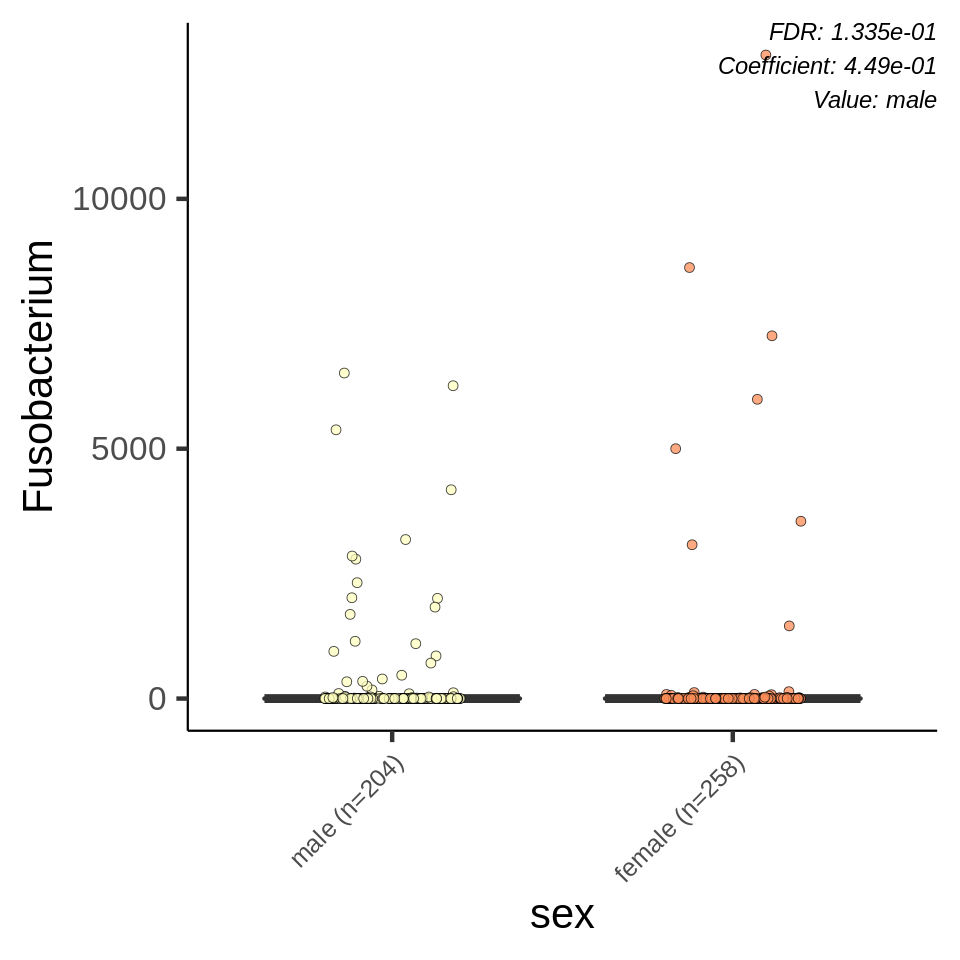 FDR: 1.335e-01
Coefficient: 4.49e-01
Value: male
Fusobacterium
10000
5000
0
male (n=204)
female (n=258)
sex